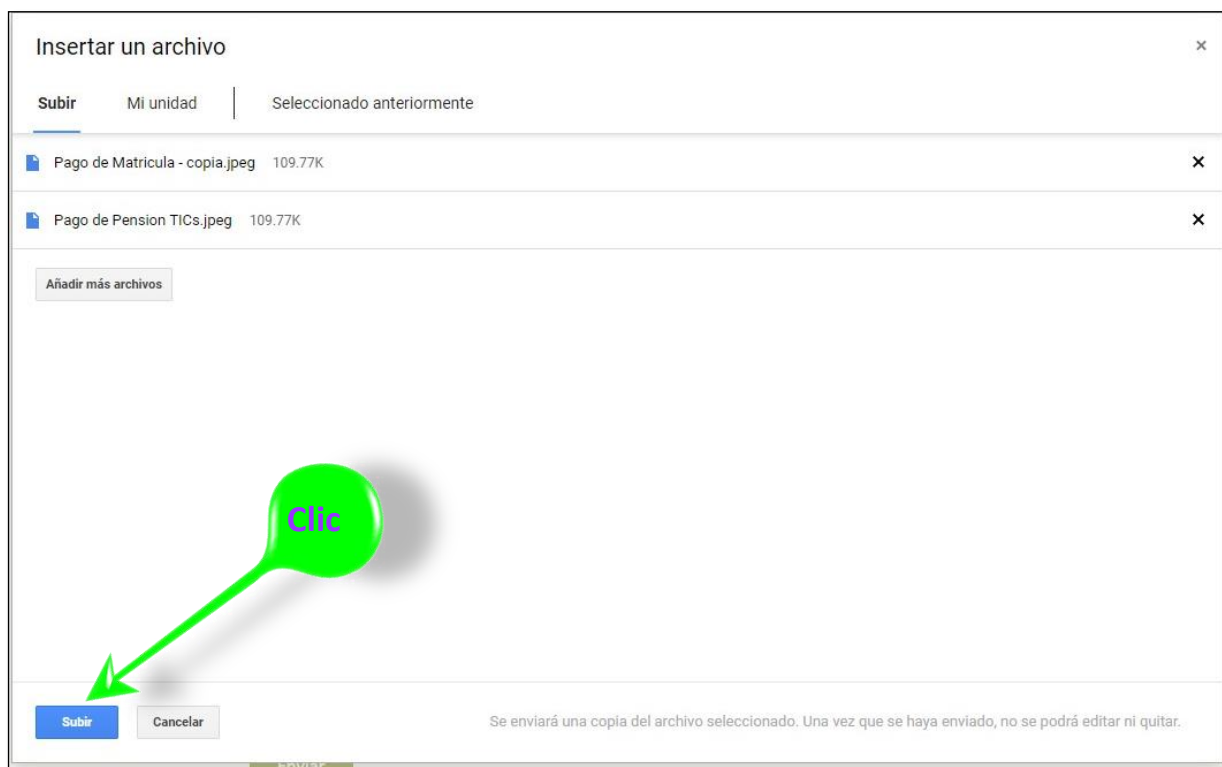 Insertar un archivo
×
Subir Mi unidad Seleccionado anteriormente
Pago de Matricula - copia.jpeg 109.77K
Pago de Pension TICs.jpeg 109.77K
Añadir más archivos
Clic
Subir Cancelar Se enviará una copia del archivo seleccionado. Una vez que se haya enviado, no se podrá editar ni quitar.
Enviar